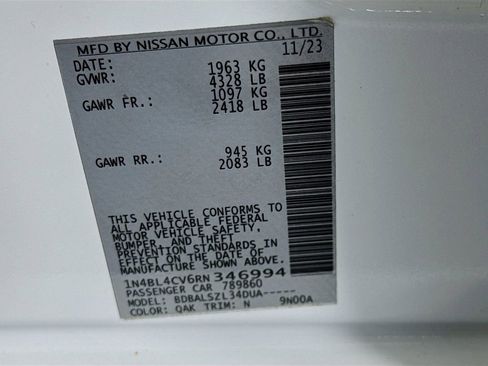 MFD BY NISSAN MOTOR CO., LTD.
DATE: 11/23
GVWR: 1963 KG
4328 LB
GAWR FR.: 1097 KG
2418 LB
GAWR RR.: 945 KG
2083 LB
THIS VEHICLE CONFORMS TO
ALL APPLICABLE FEDERAL
MOTOR VEHICLE SAFETY,
BUMPER, AND THEFT
PREVENTION STANDARDS IN
EFFECT ON THE DATE OF
MANUFACTURE SHOWN ABOVE.
1N4BL4CV6RN346994
PASSENGER CAR 789860
MODEL: BDBALSZL34DUA-----
COLOR: QAK TRIM: N 9N00A